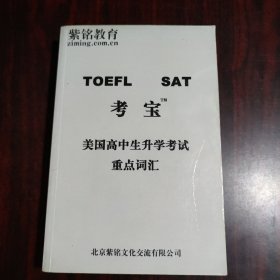 紫铭教育
ziming.com.cn
TOEFL SAT
考宝™
美国高中生升学考试
重点词汇
北京紫铭文化交流有限公司